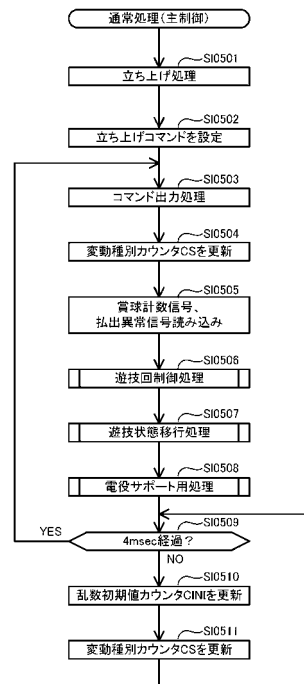 通常処理(主制御)
SI0501
立ち上げ処理
SI0502
立ち上げコマンドを設定
SI0503
コマンド出力処理
SI0504
変動種別カウンタCSを更新
SI0505
賞球計数信号、
払出異常信号読み込み
SI0506
遊技回制御処理
SI0507
遊技状態移行処理
SI0508
電役サポート用処理
SI0509
YES
4msec経過?
NO
SI0510
乱数初期値カウンタCINIを更新
SI0511
変動種別カウンタCSを更新